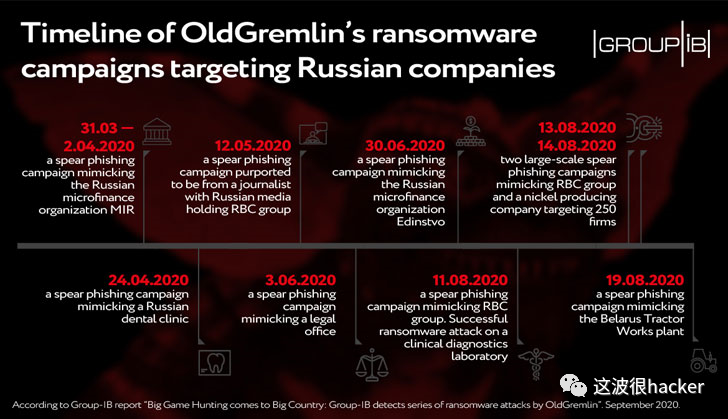 Timeline of OldGremlin's ransomware
campaigns targeting Russian companies
GROUP|IB
31.03 —
2.04.2020
a spear phishing
campaign mimicking
the Russian
microfinance
organization MIR
12.05.2020
a spear phishing
campaign purported
to be from a journalist
with Russian media
holding RBC group
30.06.2020
a spear phishing
campaign mimicking
the Russian
microfinance
organization
Edinstvo
13.08.2020
14.08.2020
two large-scale spear
phishing campaigns
mimicking RBC group
and a nickel producing
company targeting 250
firms
24.04.2020
a spear phishing campaign
mimicking a Russian
dental clinic
3.06.2020
a spear phishing
campaign
mimicking a legal
office
11.08.2020
a spear phishing
campaign mimicking RBC
group. Successful
ransomware attack on a
clinical diagnostics
laboratory
19.08.2020
a spear phishing
campaign mimicking
the Belarus Tractor
Works plant
这波很hacker
According to Group-IB report "Big Game Hunting comes to Big Country: Group-IB detects series of ransomware attacks by OldGremlin". September 2020.